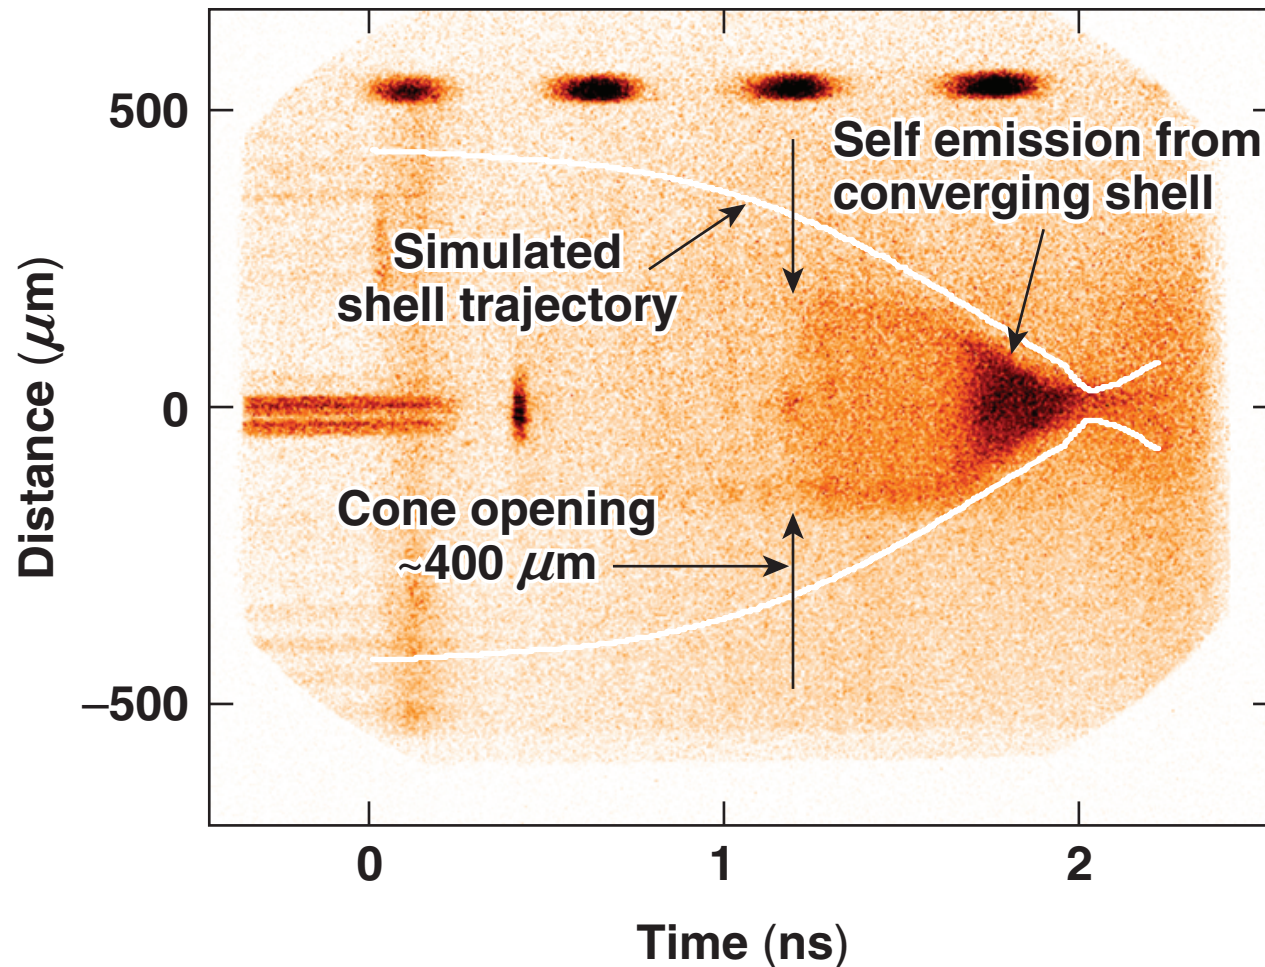 500
Self emission from
converging shell
Simulated
shell trajectory
0
Cone opening
~400 μm
–500
Distance (μm)
0
1
2
Time (ns)